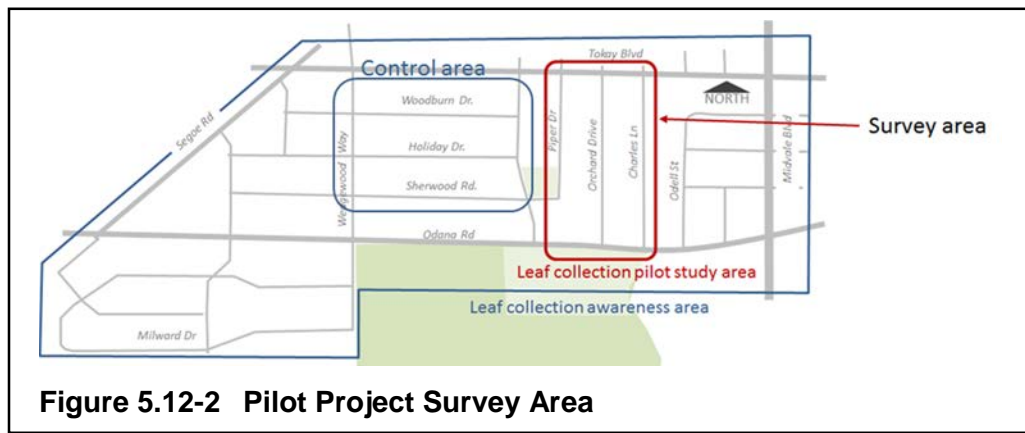 Tokay Blvd
Control area
Woodburn Dr.
NORTH
Segoe Rd
Wedgewood Way
Piper Dr
Orchard Drive
Charles Ln
Odell St
Midvale Blvd
Survey area
Holiday Dr.
Sherwood Rd.
Odana Rd
Leaf collection pilot study area
Leaf collection awareness area
Milward Dr
Figure 5.12-2 Pilot Project Survey Area